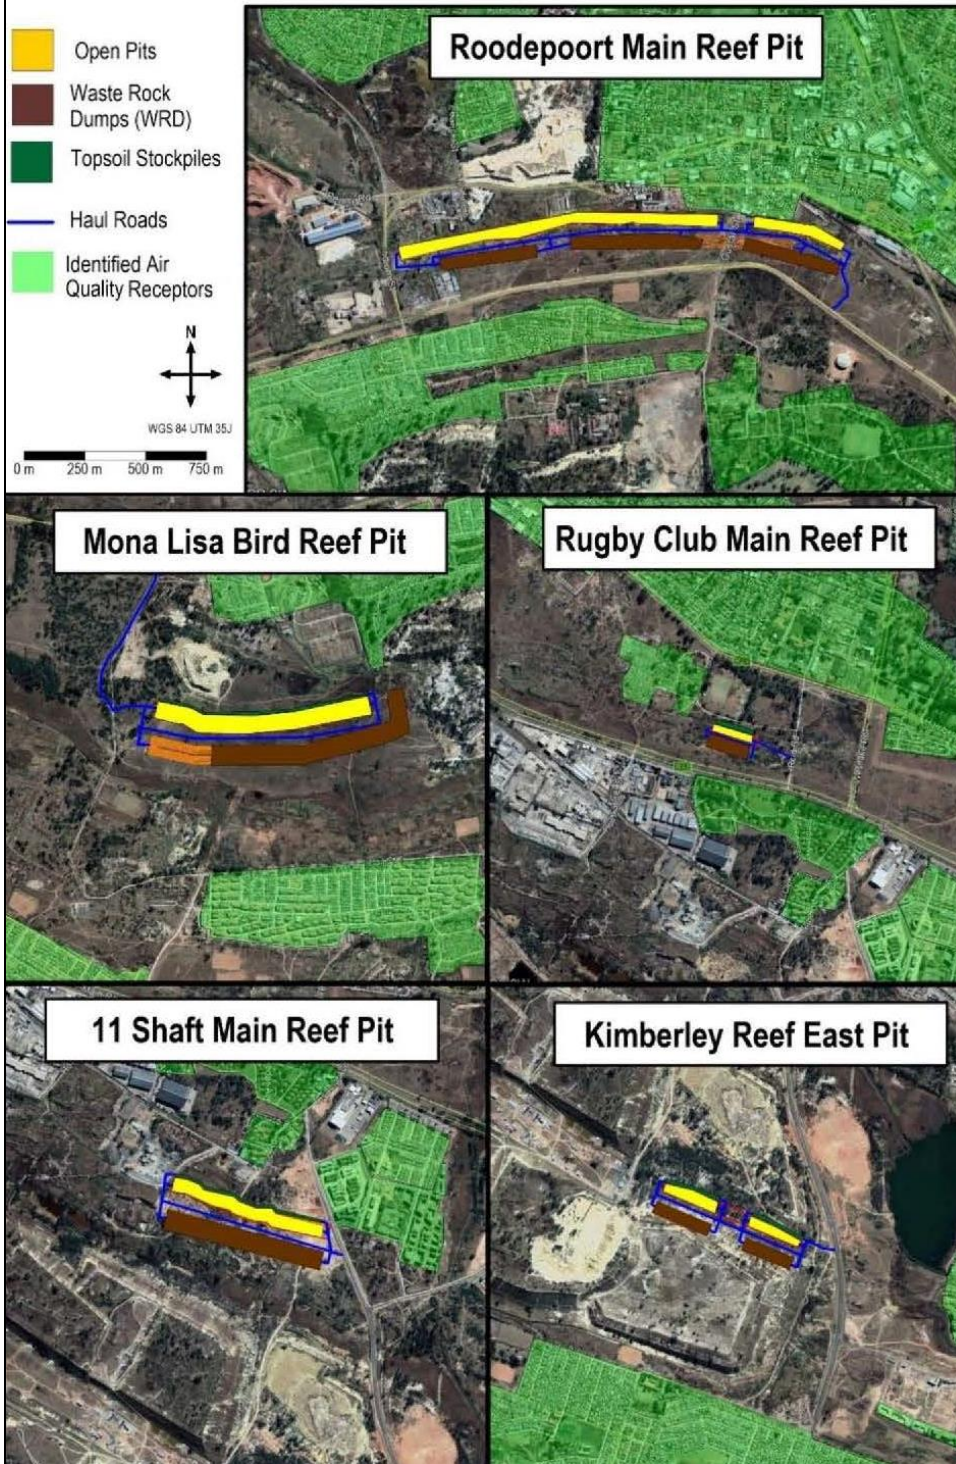 Roodepoort Main Reef Pit
Open Pits
Waste Rock
Dumps (WRD)
Topsoil Stockpiles
Haul Roads
Identified Air
Quality Receptors
N
WGS 84 UTM 35J
0 m 250 m 500 m 750 m
Mona Lisa Bird Reef Pit
Rugby Club Main Reef Pit
11 Shaft Main Reef Pit
Kimberley Reef East Pit